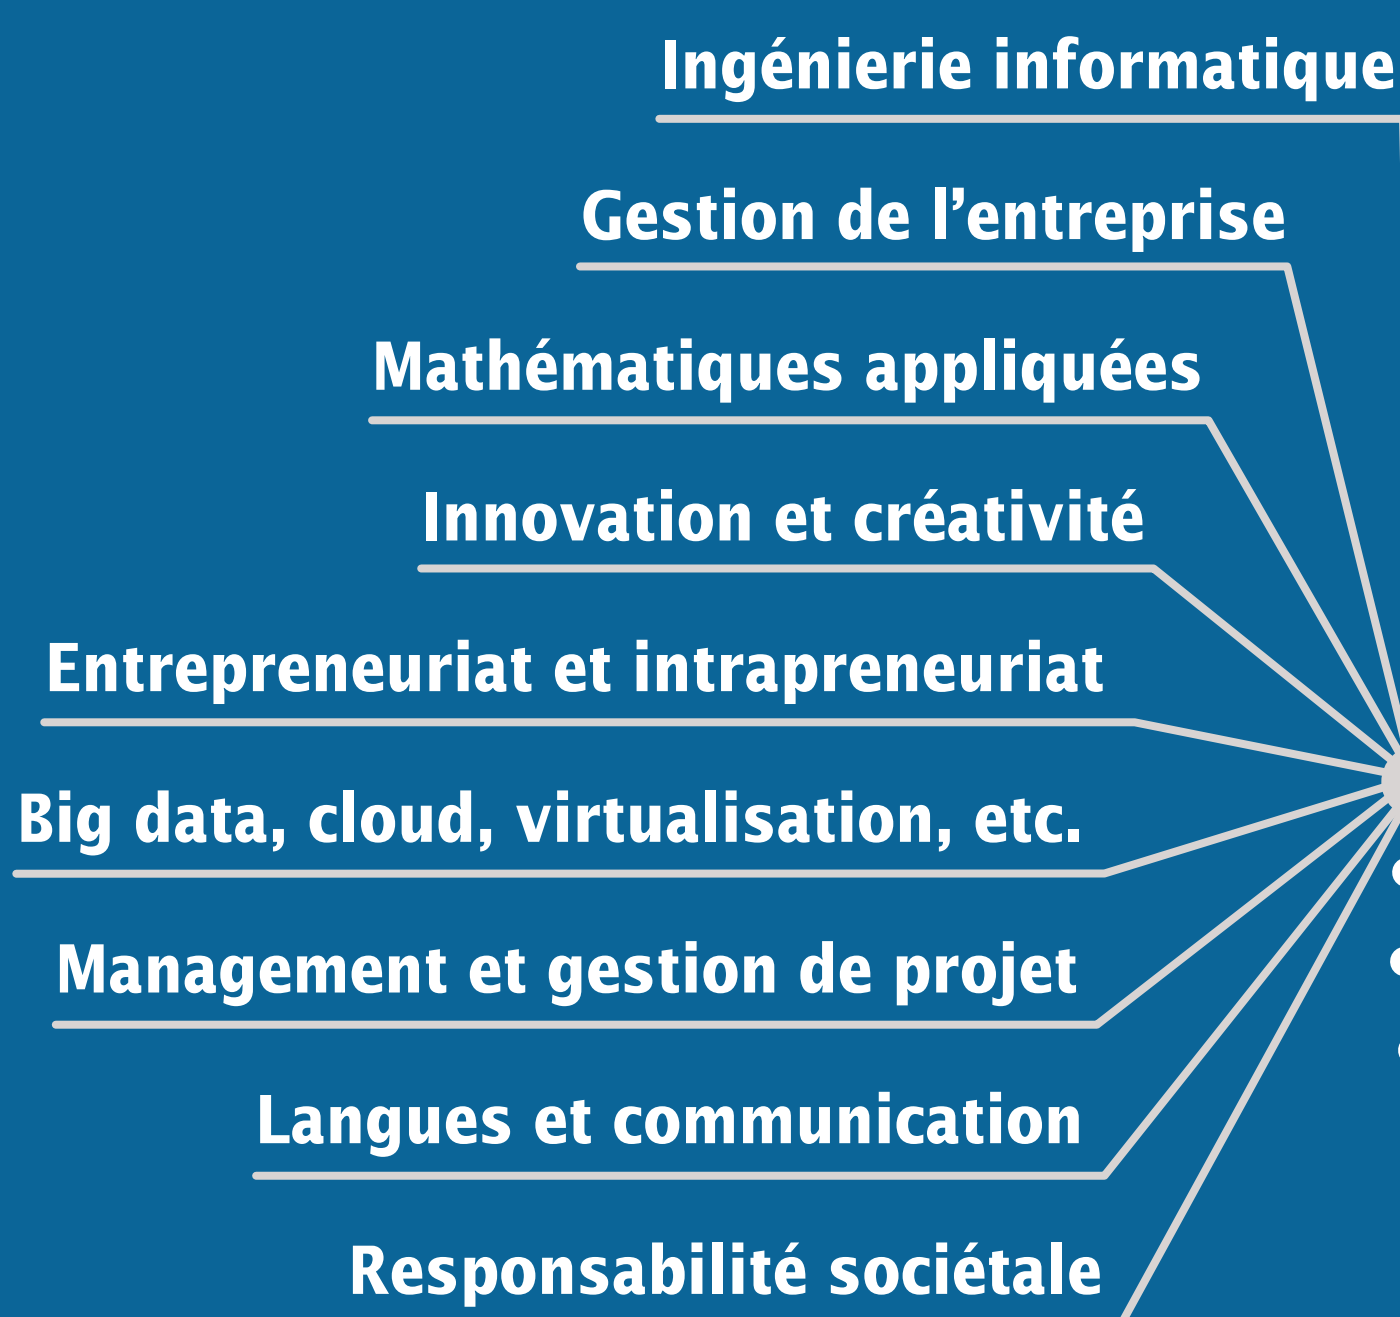 Ingénierie informatique
Gestion de l’entreprise
Mathématiques appliquées
Innovation et créativité
Entrepreneuriat et intrapreneuriat
Big data, cloud, virtualisation, etc.
Management et gestion de projet
Langues et communication
Responsabilité sociétale